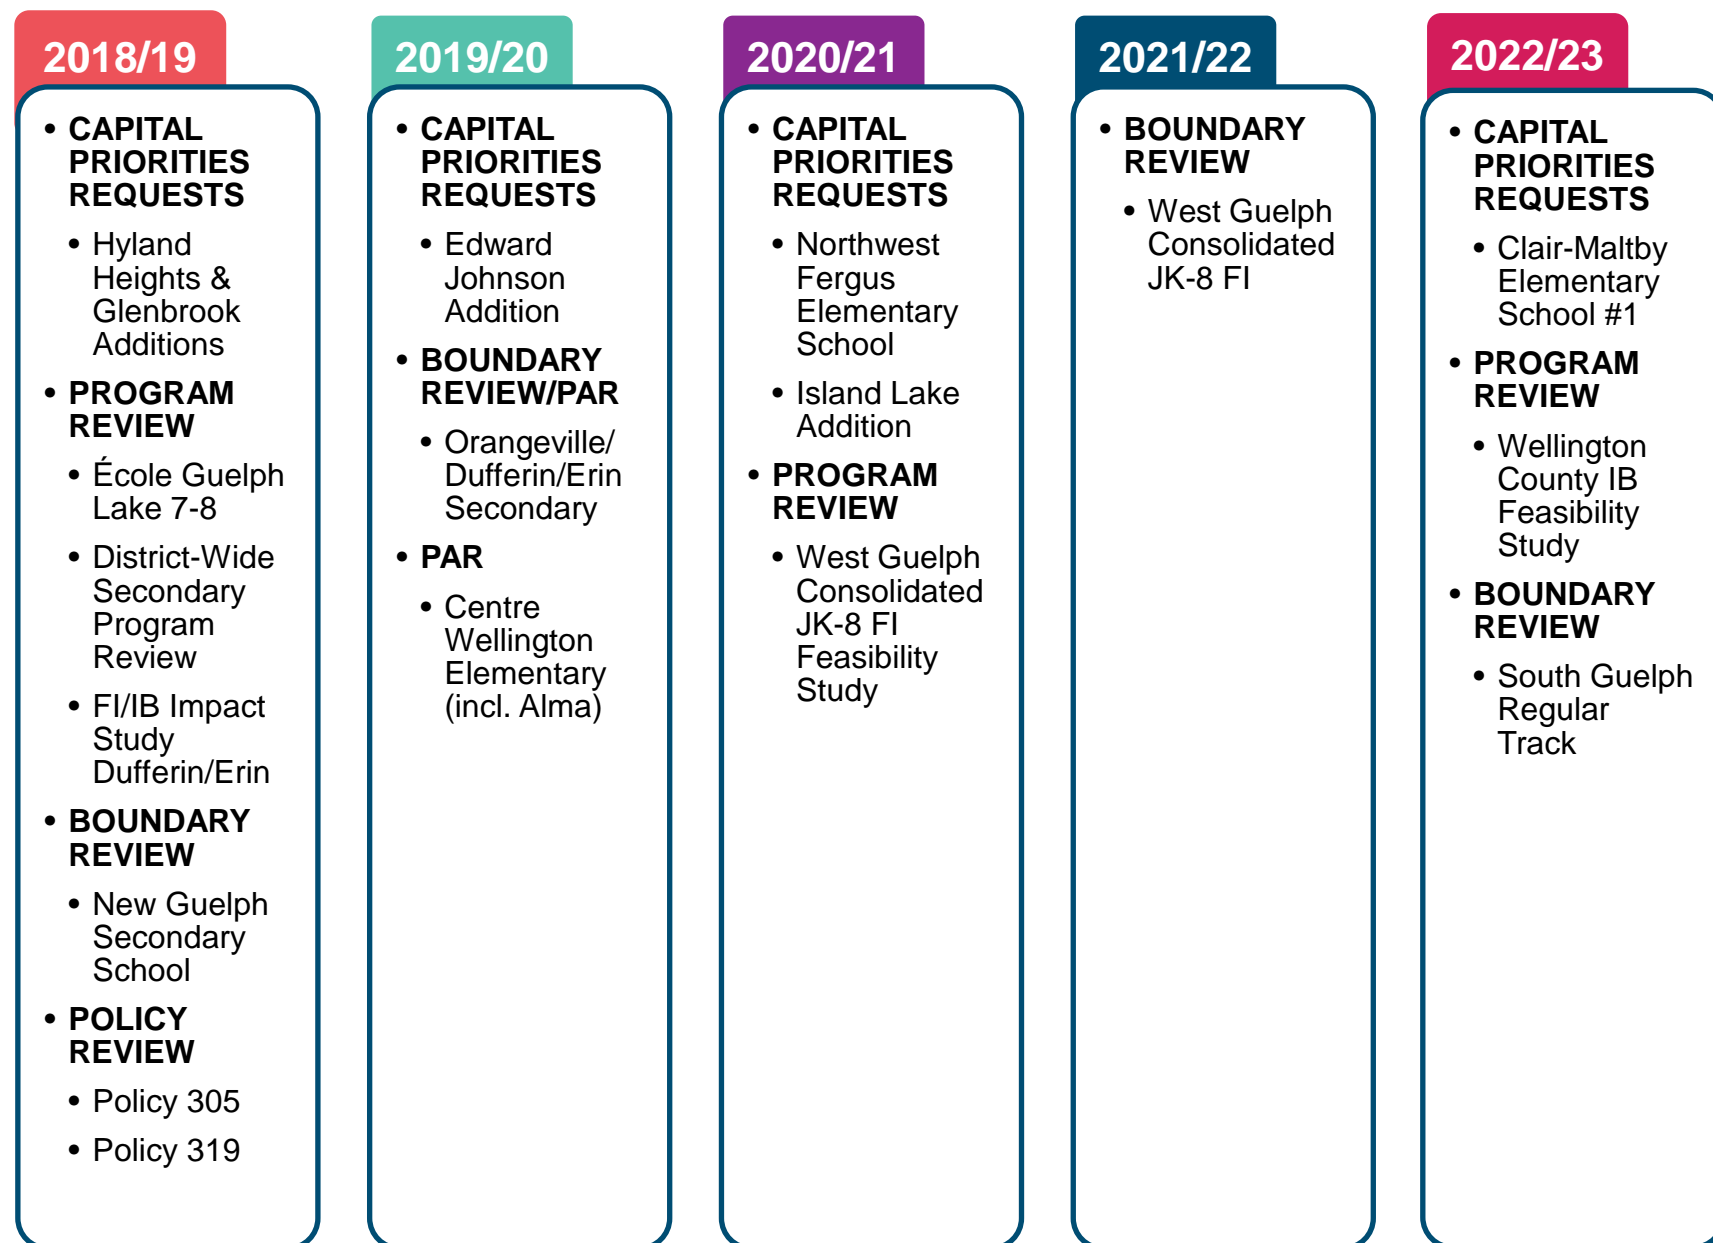 2018/19
• CAPITAL
PRIORITIES
REQUESTS
• Hyland
Heights &
Glenbrook
Additions
• PROGRAM
REVIEW
• École Guelph
Lake 7-8
• District-Wide
Secondary
Program
Review
• FI/IB Impact
Study
Dufferin/Erin
• BOUNDARY
REVIEW
• New Guelph
Secondary
School
• POLICY
REVIEW
• Policy 305
• Policy 319
2019/20
• CAPITAL
PRIORITIES
REQUESTS
• Edward
Johnson
Addition
• BOUNDARY
REVIEW/PAR
• Orangeville/
Dufferin/Erin
Secondary
• PAR
• Centre
Wellington
Elementary
(incl. Alma)
2020/21
• CAPITAL
PRIORITIES
REQUESTS
• Northwest
Fergus
Elementary
School
• Island Lake
Addition
• PROGRAM
REVIEW
• West Guelph
Consolidated
JK-8 FI
Feasibility
Study
2021/22
• BOUNDARY
REVIEW
• West Guelph
Consolidated
JK-8 FI
2022/23
• CAPITAL
PRIORITIES
REQUESTS
• Clair-Maltby
Elementary
School #1
• PROGRAM
REVIEW
• Wellington
County IB
Feasibility
Study
• BOUNDARY
REVIEW
• South Guelph
Regular
Track